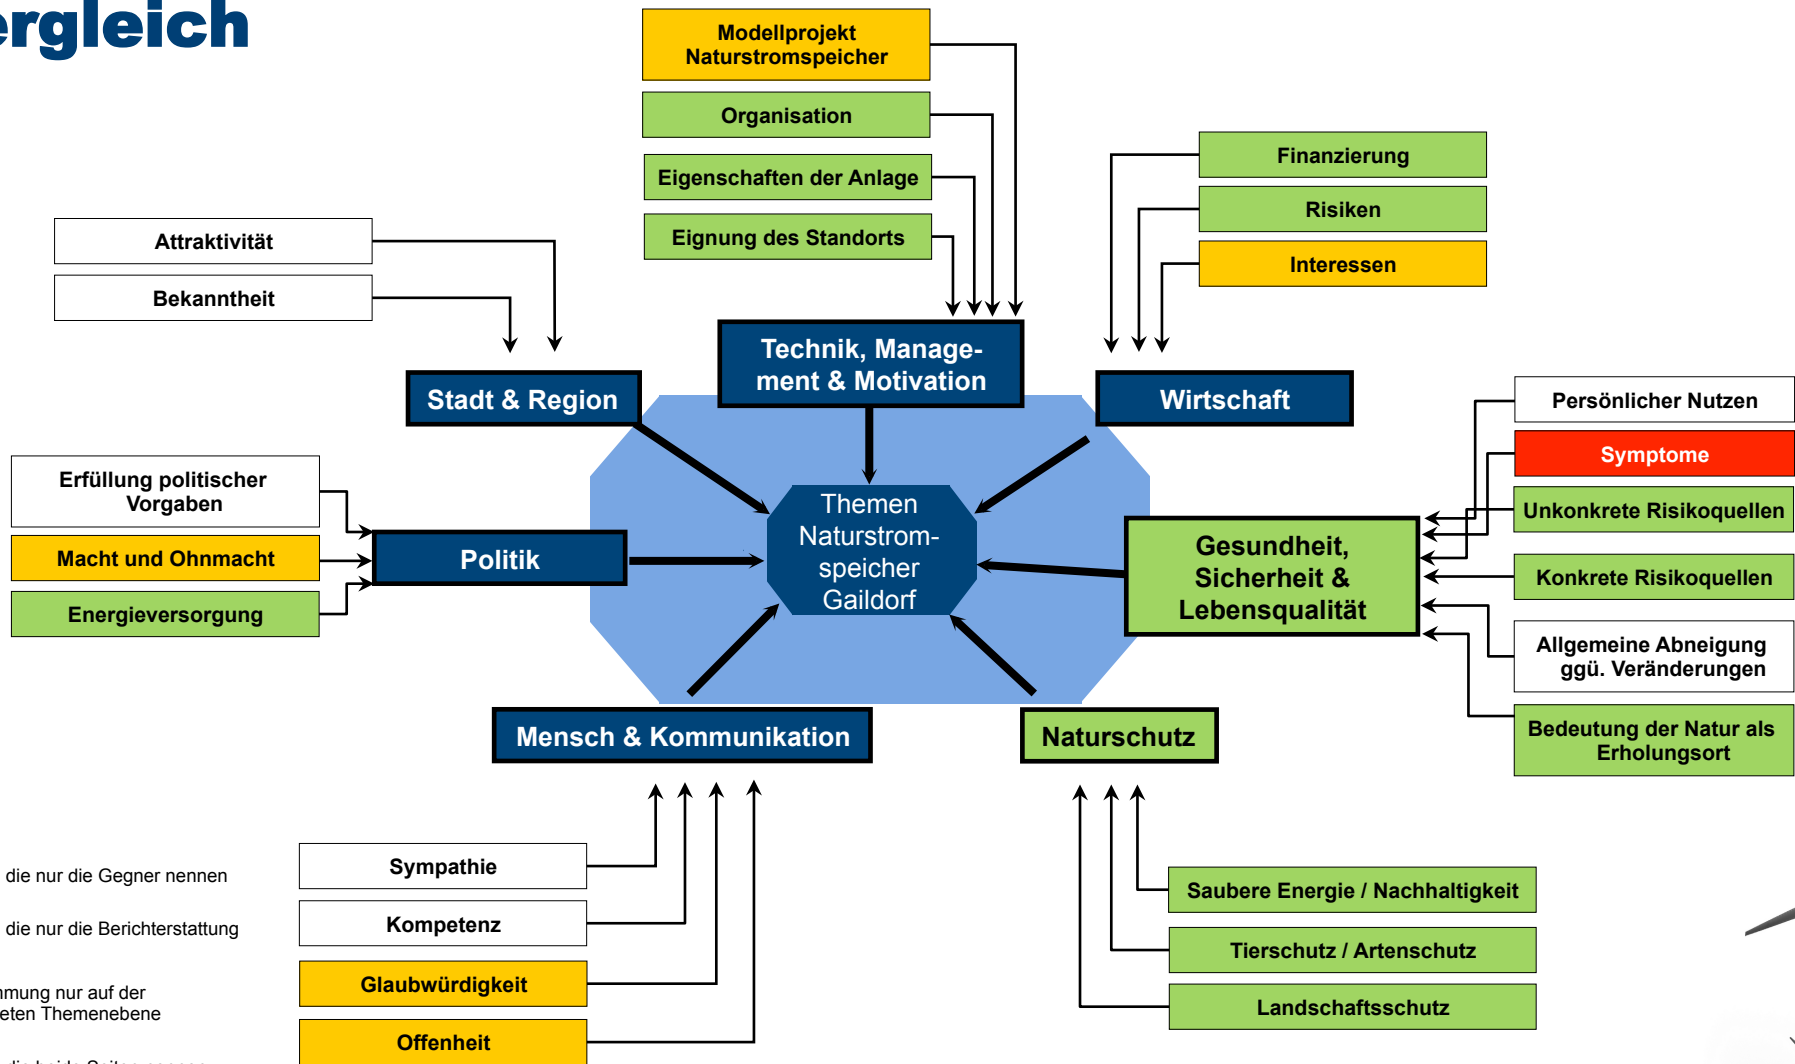 ergleich
Modellprojekt
Naturstromspeicher
Organisation
Eigenschaften der Anlage
Eignung des Standorts
Finanzierung
Risiken
Interessen
Attraktivität
Bekanntheit
Technik, Manage-
ment & Motivation
Stadt & Region
Wirtschaft
Persönlicher Nutzen
Symptome
Unkonkrete Risikoquellen
Konkrete Risikoquellen
Allgemeine Abneigung
ggü. Veränderungen
Bedeutung der Natur als
Erholungsort
Erfüllung politischer
Vorgaben
Macht und Ohnmacht
Energieversorgung
Politik
Themen
Naturstrom-
speicher
Gaildorf
Gesundheit,
Sicherheit &
Lebensqualität
Mensch & Kommunikation
Naturschutz
Sympathie
Kompetenz
Glaubwürdigkeit
Offenheit
Saubere Energie / Nachhaltigkeit
Tierschutz / Artenschutz
Landschaftsschutz
die nur die Gegner nennen
die nur die Berichterstattung
nmung nur auf der
eten Themenebene